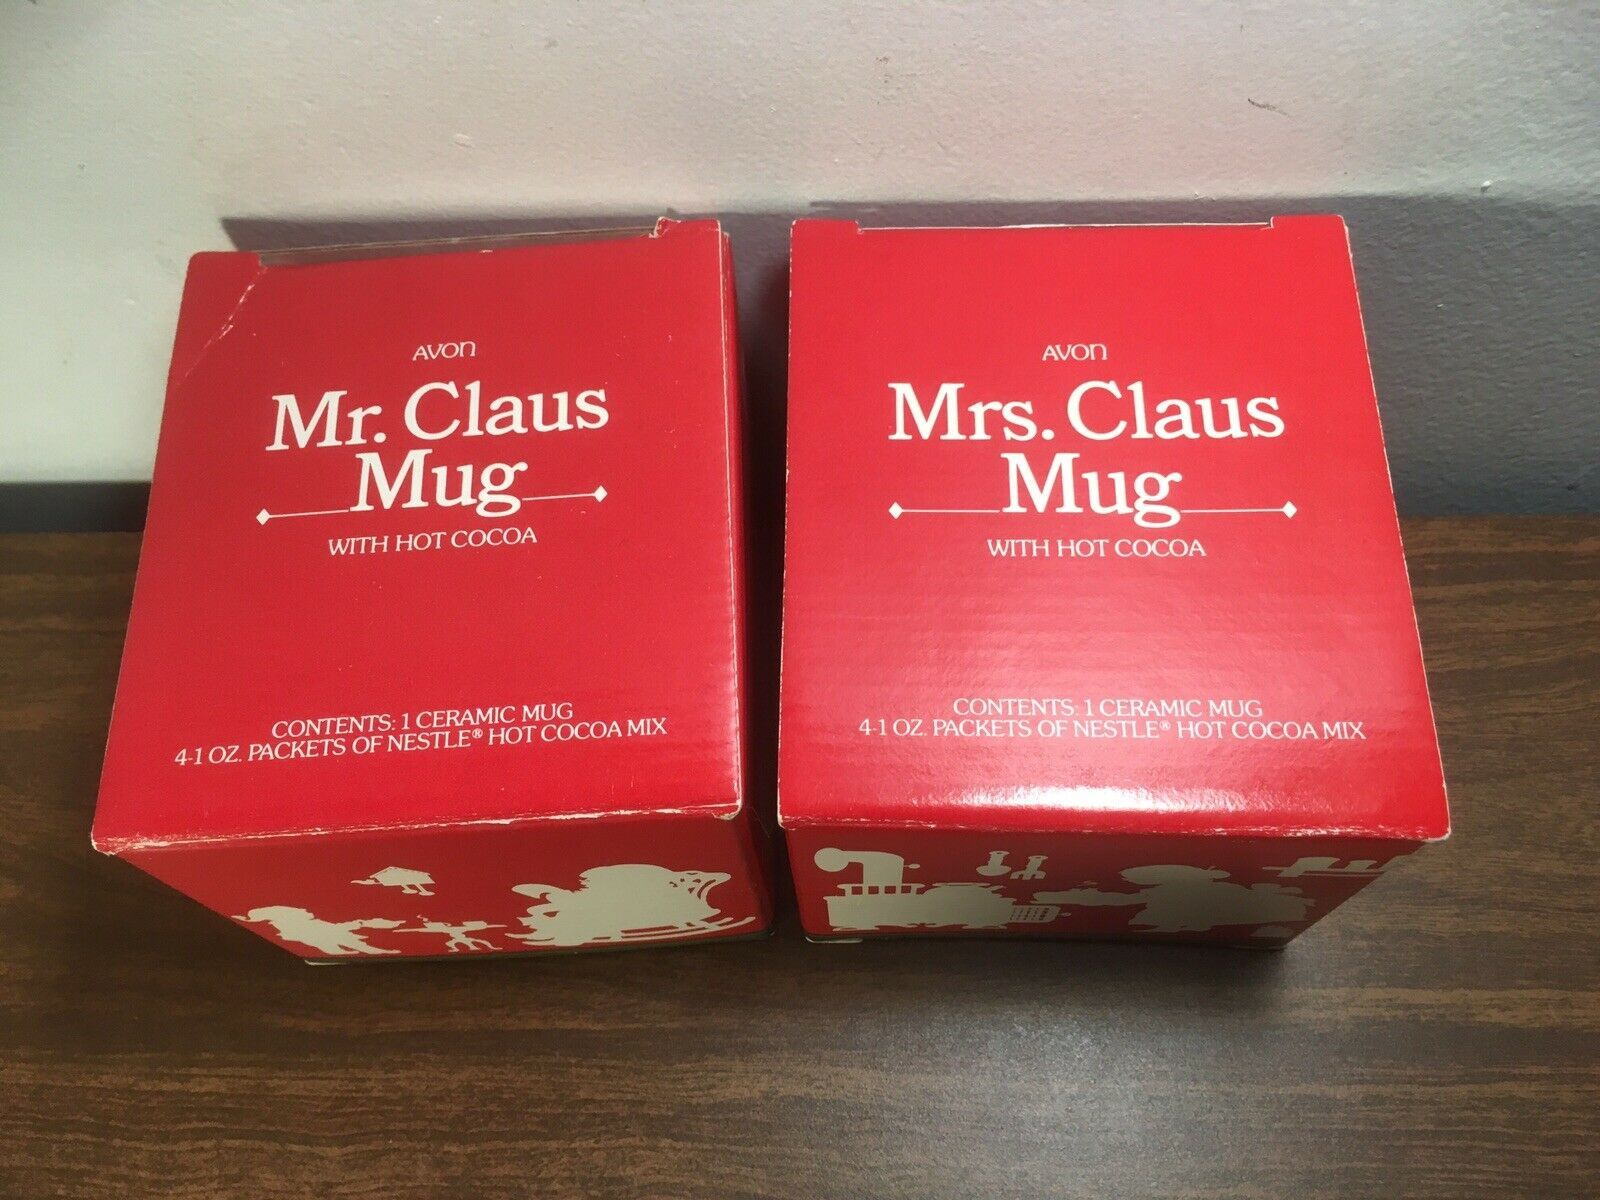 AVON
Mr. Claus
Mug
WITH HOT COCOA
CONTENTS: 1 CERAMIC MUG
4-1 OZ. PACKETS OF NESTLE® HOT COCOA MIX
AVON
Mrs. Claus
Mug
WITH HOT COCOA
CONTENTS: 1 CERAMIC MUG
4-1 OZ. PACKETS OF NESTLE® HOT COCOA MIX